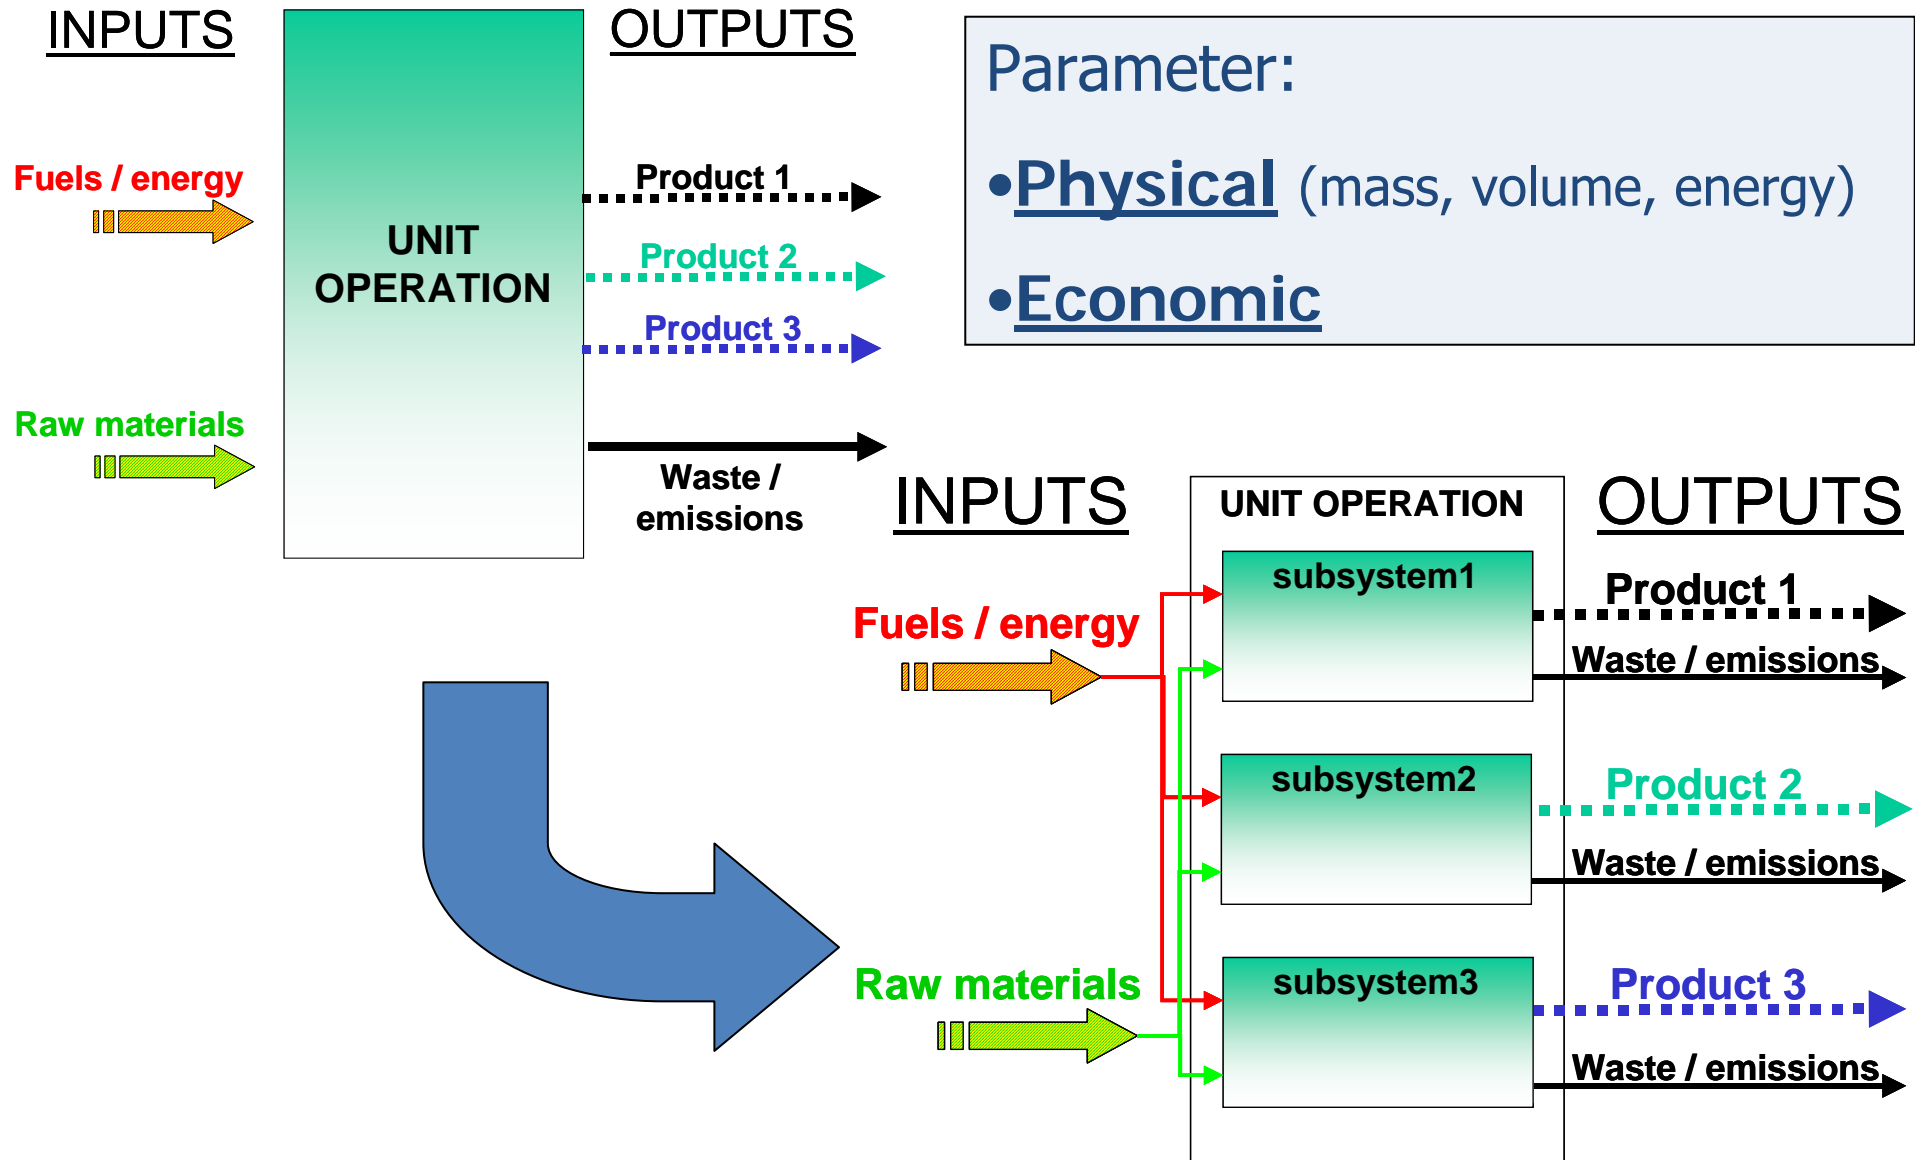 INPUTS
OUTPUTS
Fuels / energy
Raw materials
UNIT
OPERATION
Product 1
Product 2
Product 3
Waste /
emissions
Parameter:
•Physical (mass, volume, energy)
•Economic
INPUTS
UNIT OPERATION
OUTPUTS
Fuels / energy
Raw materials
subsystem1
Product 1
Waste / emissions
subsystem2
Product 2
Waste / emissions
subsystem3
Product 3
Waste / emissions